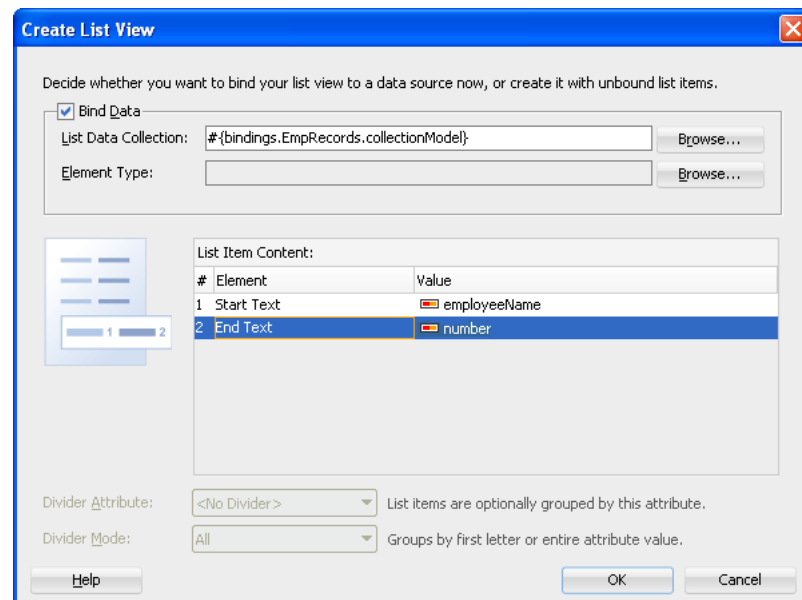 Create List View
Decide whether you want to bind your list view to a data source now, or create it with unbound list items.
Bind Data
List Data Collection: #{bindings.EmpRecords.collectionModel} Browse...
Element Type: Browse...
List Item Content:
# Element Value
1 Start Text employeeName
2 End Text number
1 2
Divider Attribute: <No Divider> List items are optionally grouped by this attribute.
Divider Mode: All Groups by first letter or entire attribute value.
Help OK Cancel